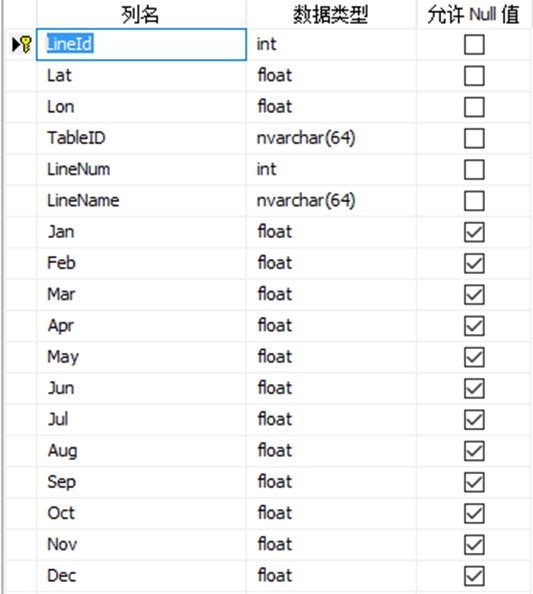 列名 数据类型 允许 Null 值
LineId int
Lat float
Lon float
TableID nvarchar(64)
LineNum int
LineName nvarchar(64)
Jan float
Feb float
Mar float
Apr float
May float
Jun float
Jul float
Aug float
Sep float
Oct float
Nov float
Dec float